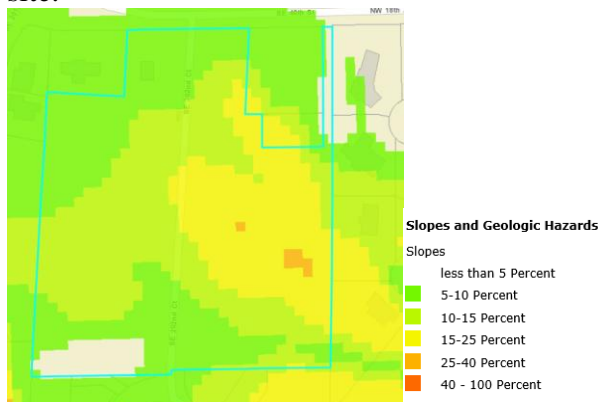 NW 18th
Slopes and Geologic Hazards
Slopes
less than 5 Percent
5-10 Percent
10-15 Percent
15-25 Percent
25-40 Percent
40 - 100 Percent